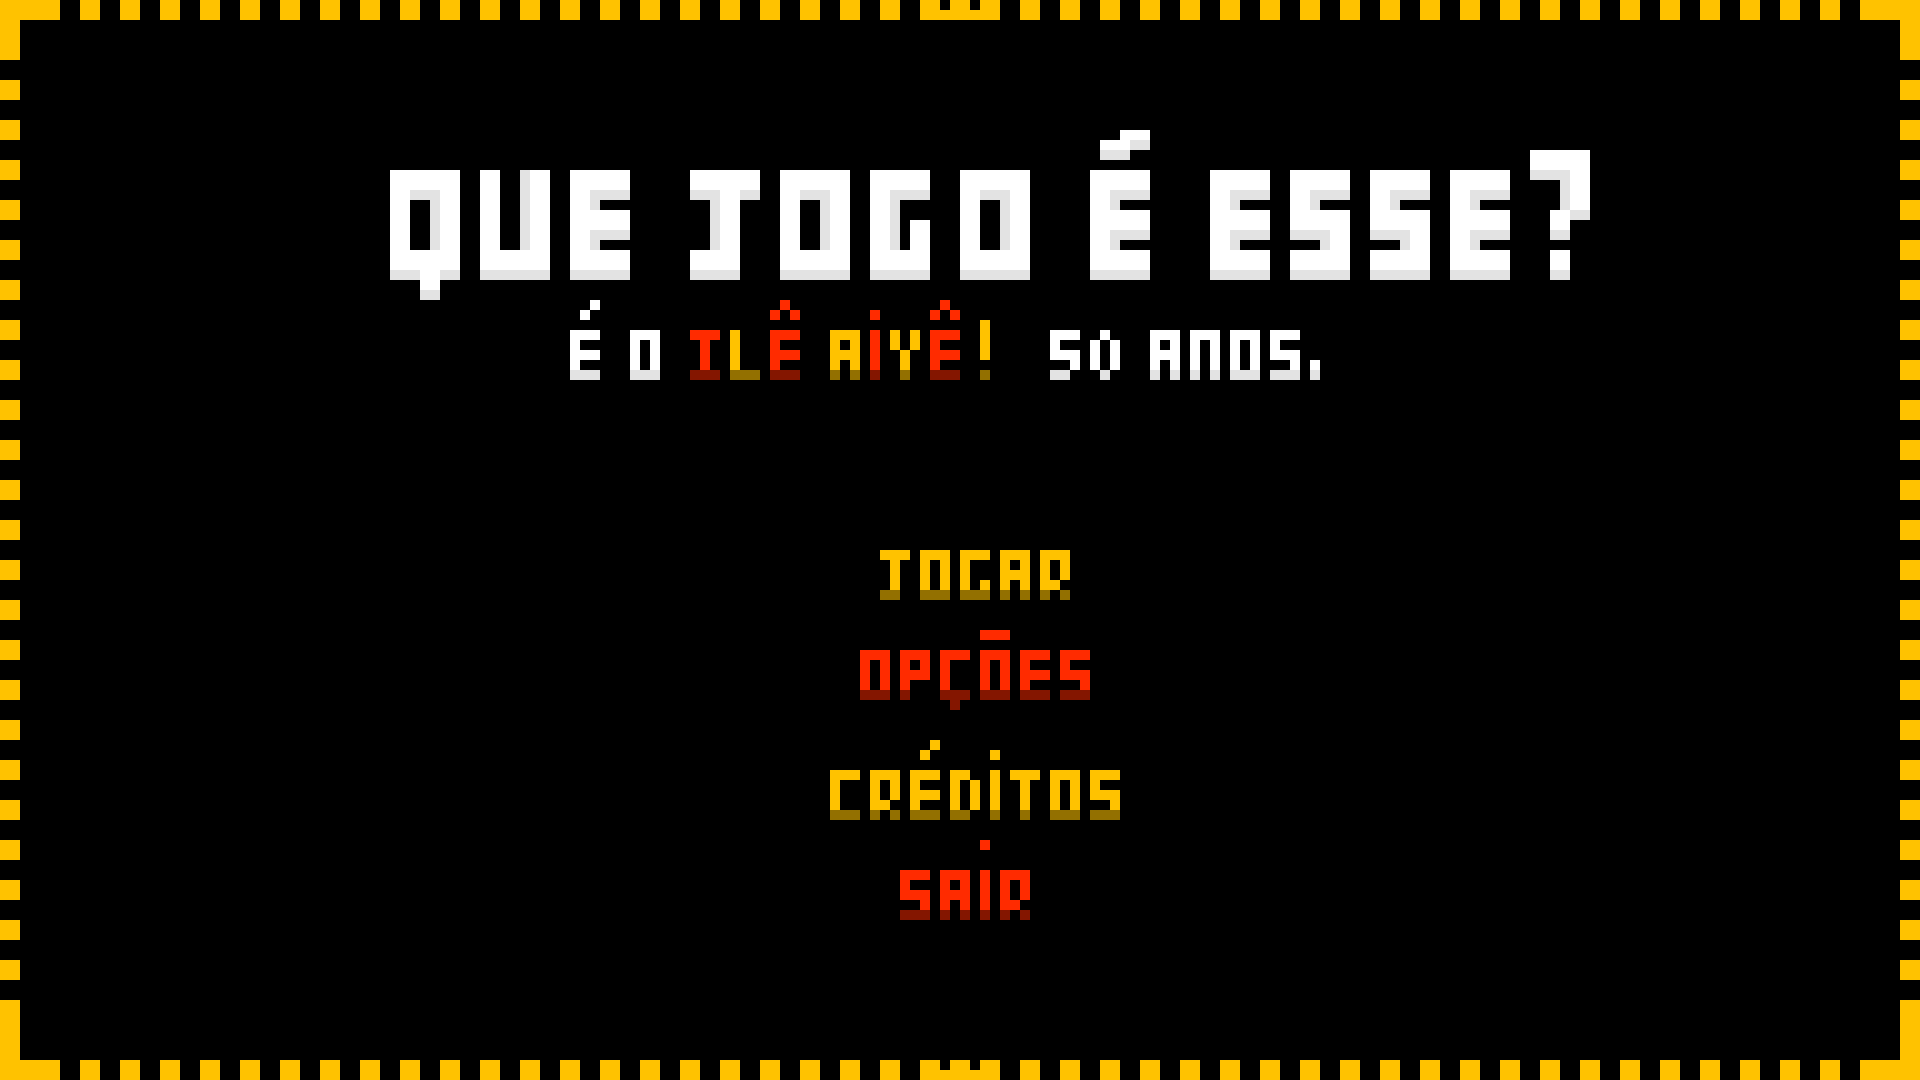 QUE JOGO É ESSE?
É O ILÊ AIYÊ! 50 ANOS.
JOGAR
OPÇÕES
CRÉDITOS
SAIR